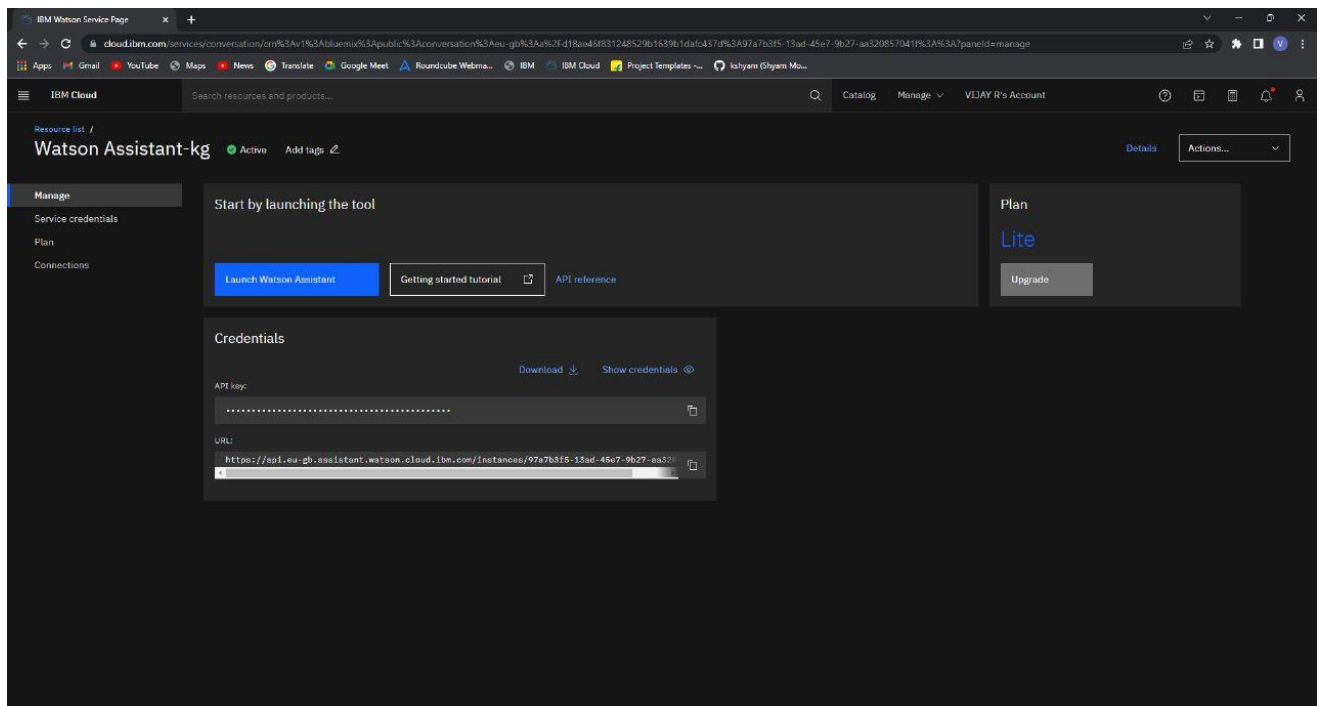 IBM Watson Service Page
cloud.ibm.com/services/conversation/crn%3Av1%3Abluemix%3Apublic%3Aconversation%3Aeu-gb%3Aa%2Fd18ae46f831248529b1639b1dafc437d%3A97a7b3f5-13ad-45e7-9b27-aa320857041f%3A%3A?paneId=manage
Apps Gmail YouTube Maps News Translate Google Meet Roundcube Webma... IBM IBM Cloud Project Templates -... kshyam (Shyam Mo...
IBM Cloud Search resources and products... Catalog Manage VIJAY R's Account
Resource list /
Watson Assistant-kg Active Add tags Details Actions...
Manage
Service credentials
Plan
Connections
Start by launching the tool
Launch Watson Assistant Getting started tutorial API reference
Plan
Lite
Upgrade
Credentials
Download Show credentials
API key:
URL:
https://api.eu-gb.assistant.watson.cloud.ibm.com/instances/97a7b3f5-13ad-45e7-9b27-aa320